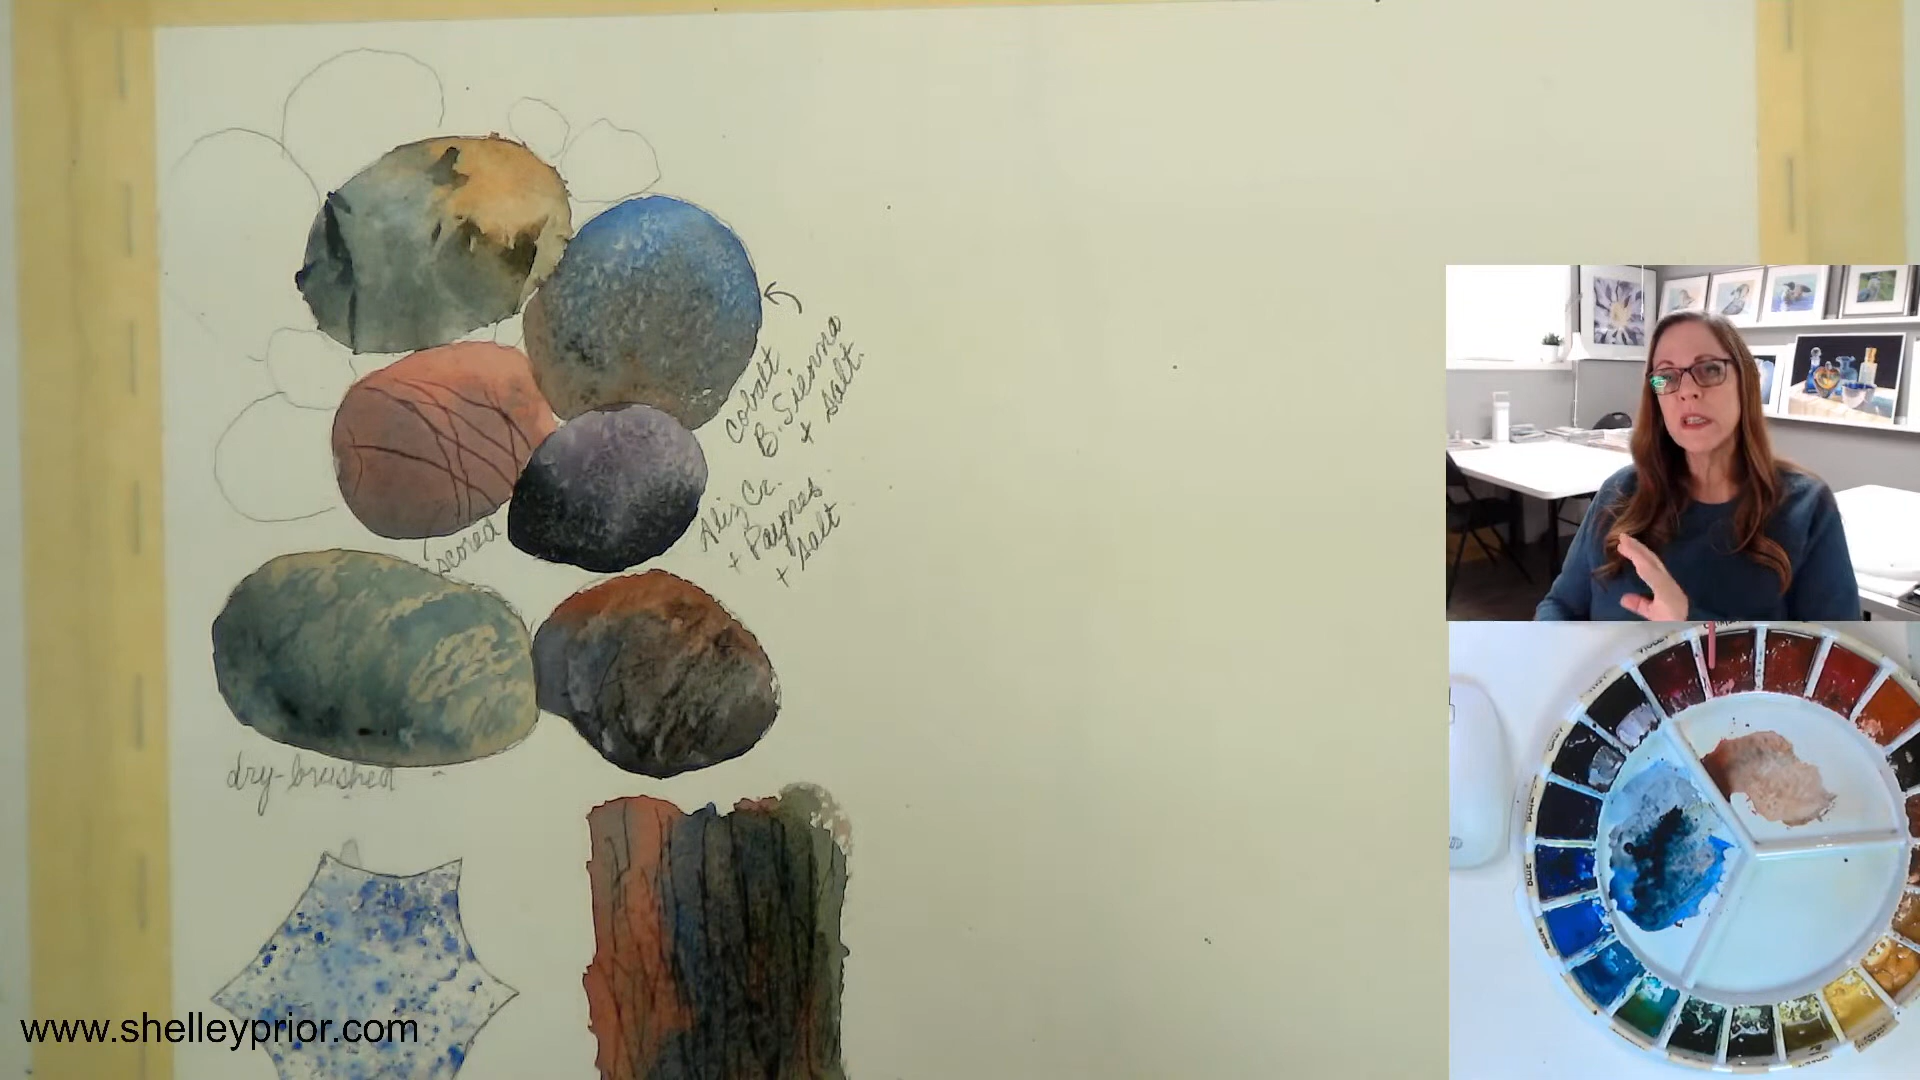 cobalt
B. Sienna
+ salt.
Aliz Cr.
+ Paynes
+ salt
scored
dry-brushed
www.shelleyprior.com